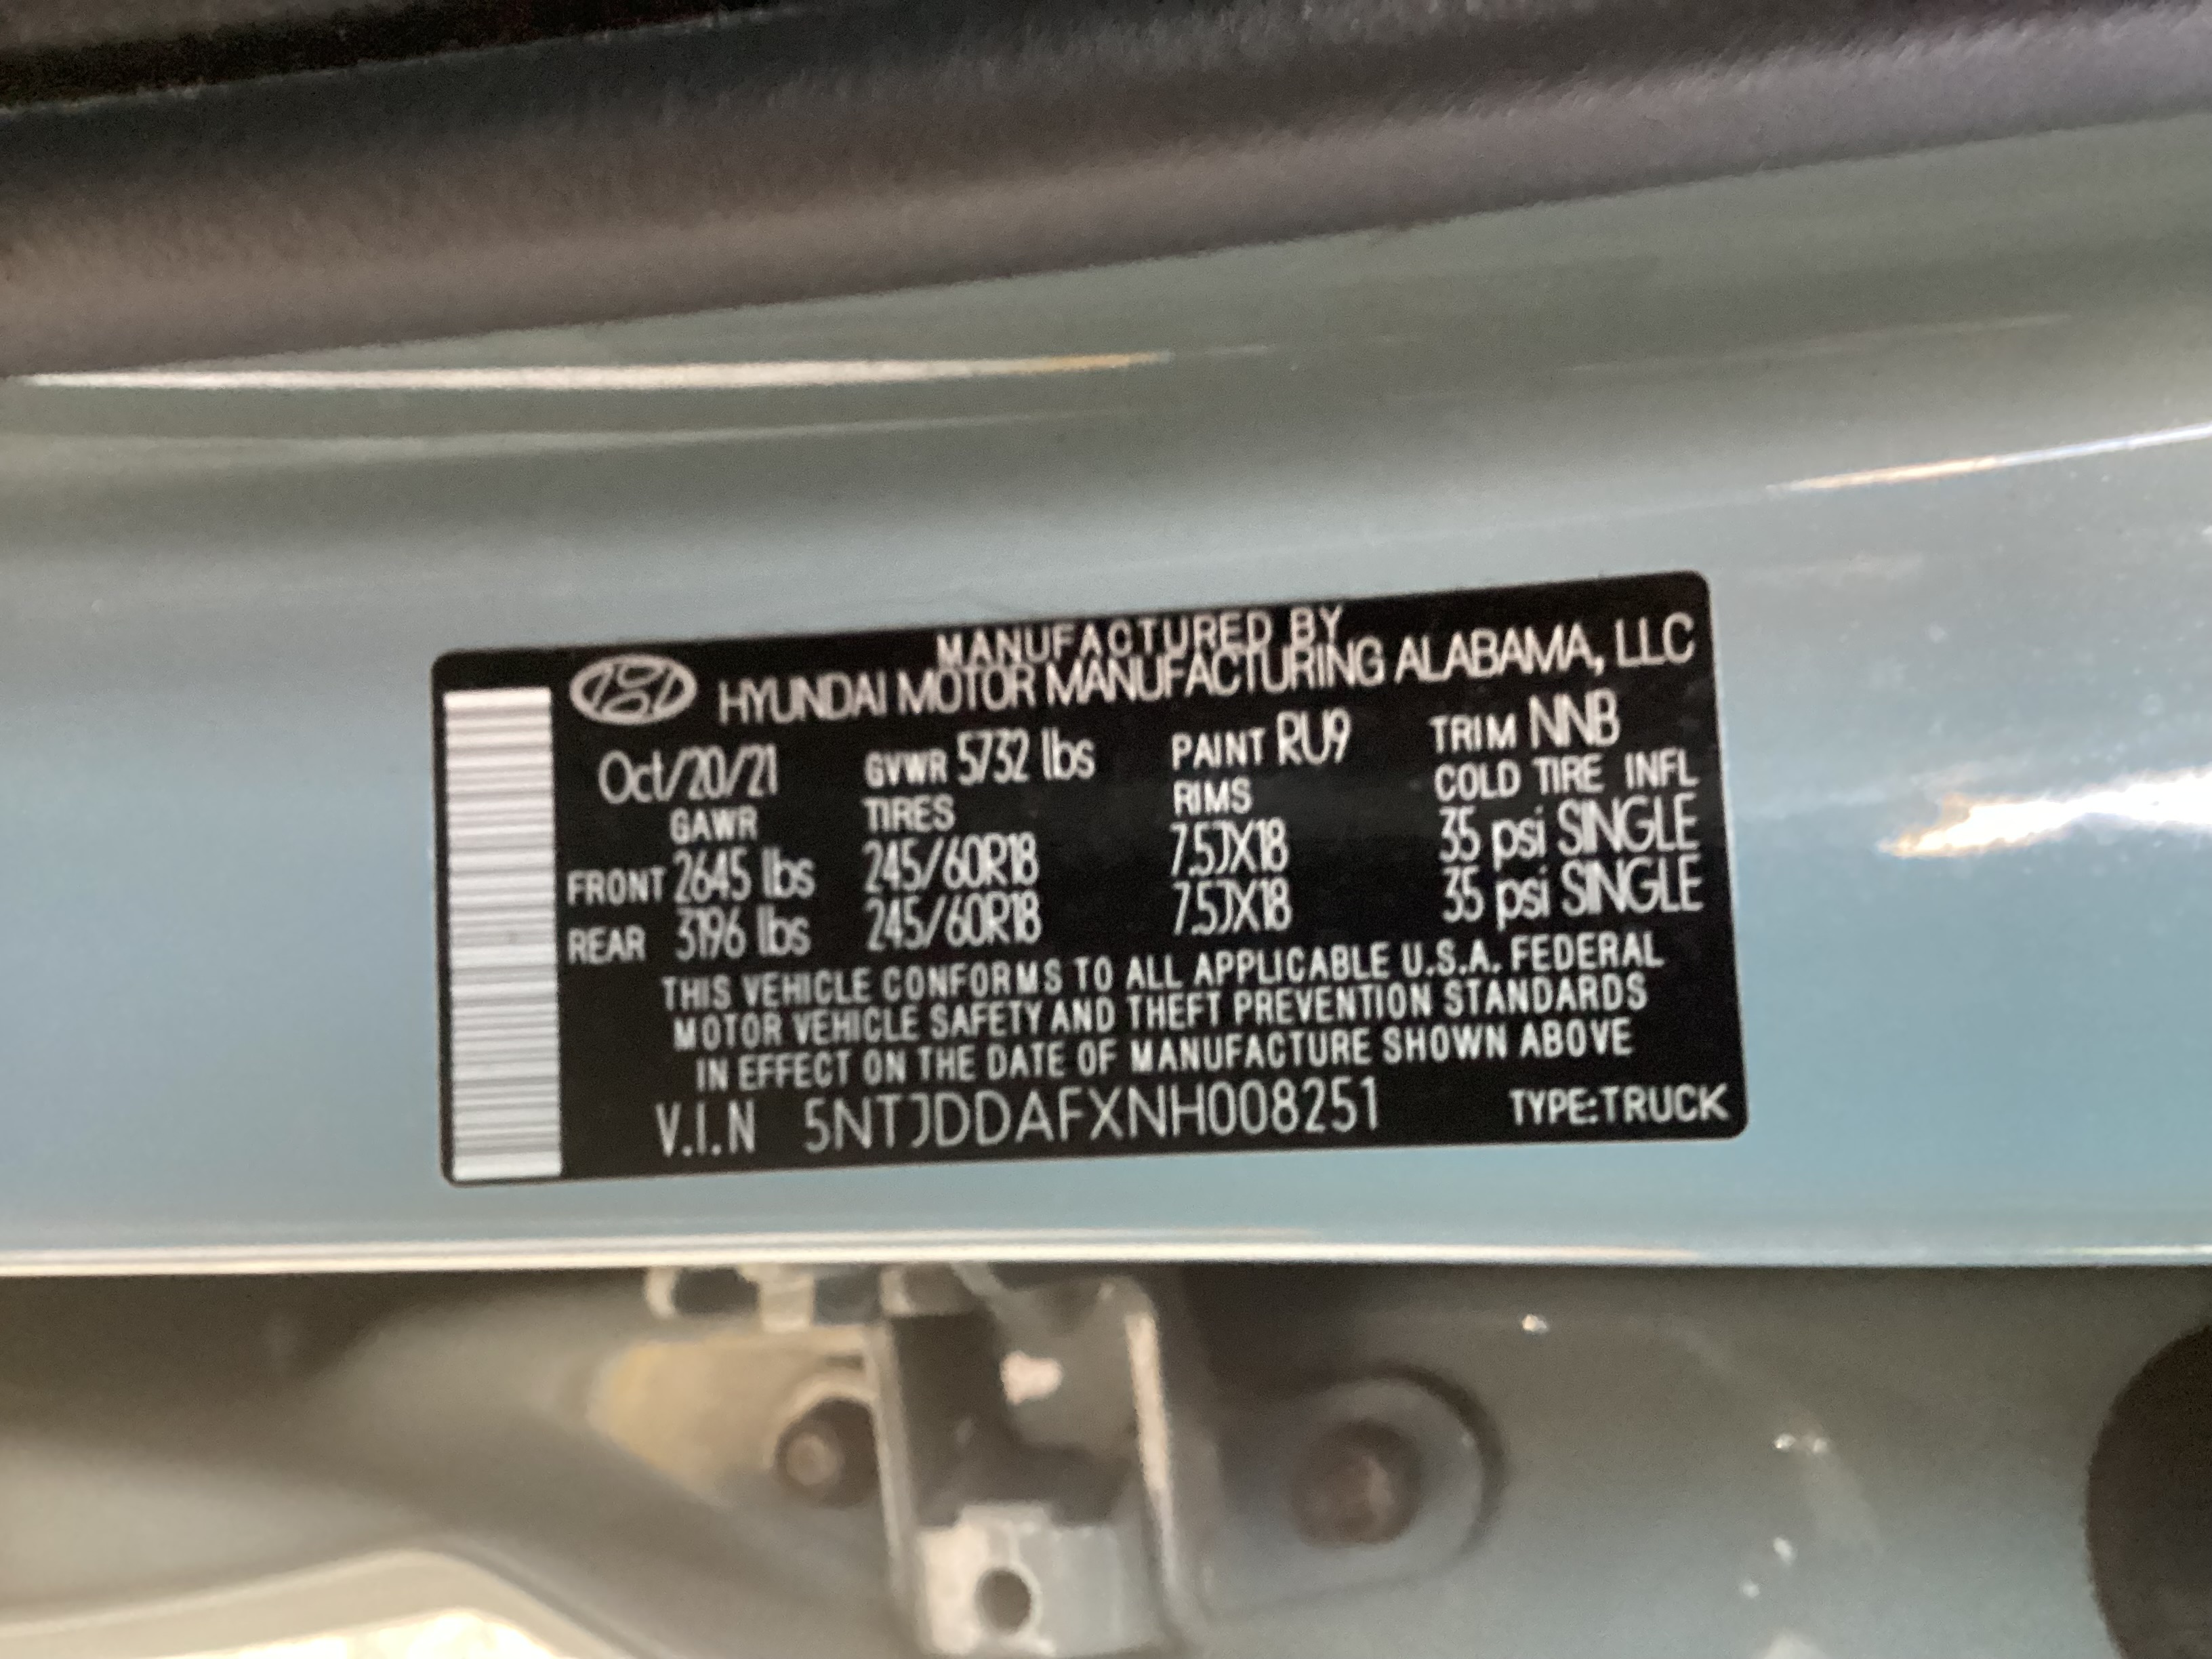 MANUFACTURED BY
HYUNDAI MOTOR MANUFACTURING ALABAMA, LLC
Oct/20/21 GVWR 5732 lbs PAINT RU9 TRIM NNB
GAWR TIRES RIMS COLD TIRE INFL
FRONT 2645 lbs 245/60R18 7.5JX18 35 psi SINGLE
REAR 3196 lbs 245/60R18 7.5JX18 35 psi SINGLE
THIS VEHICLE CONFORMS TO ALL APPLICABLE U.S.A. FEDERAL
MOTOR VEHICLE SAFETY AND THEFT PREVENTION STANDARDS
IN EFFECT ON THE DATE OF MANUFACTURE SHOWN ABOVE
V.I.N 5NTJDDAFXNH008251 TYPE:TRUCK